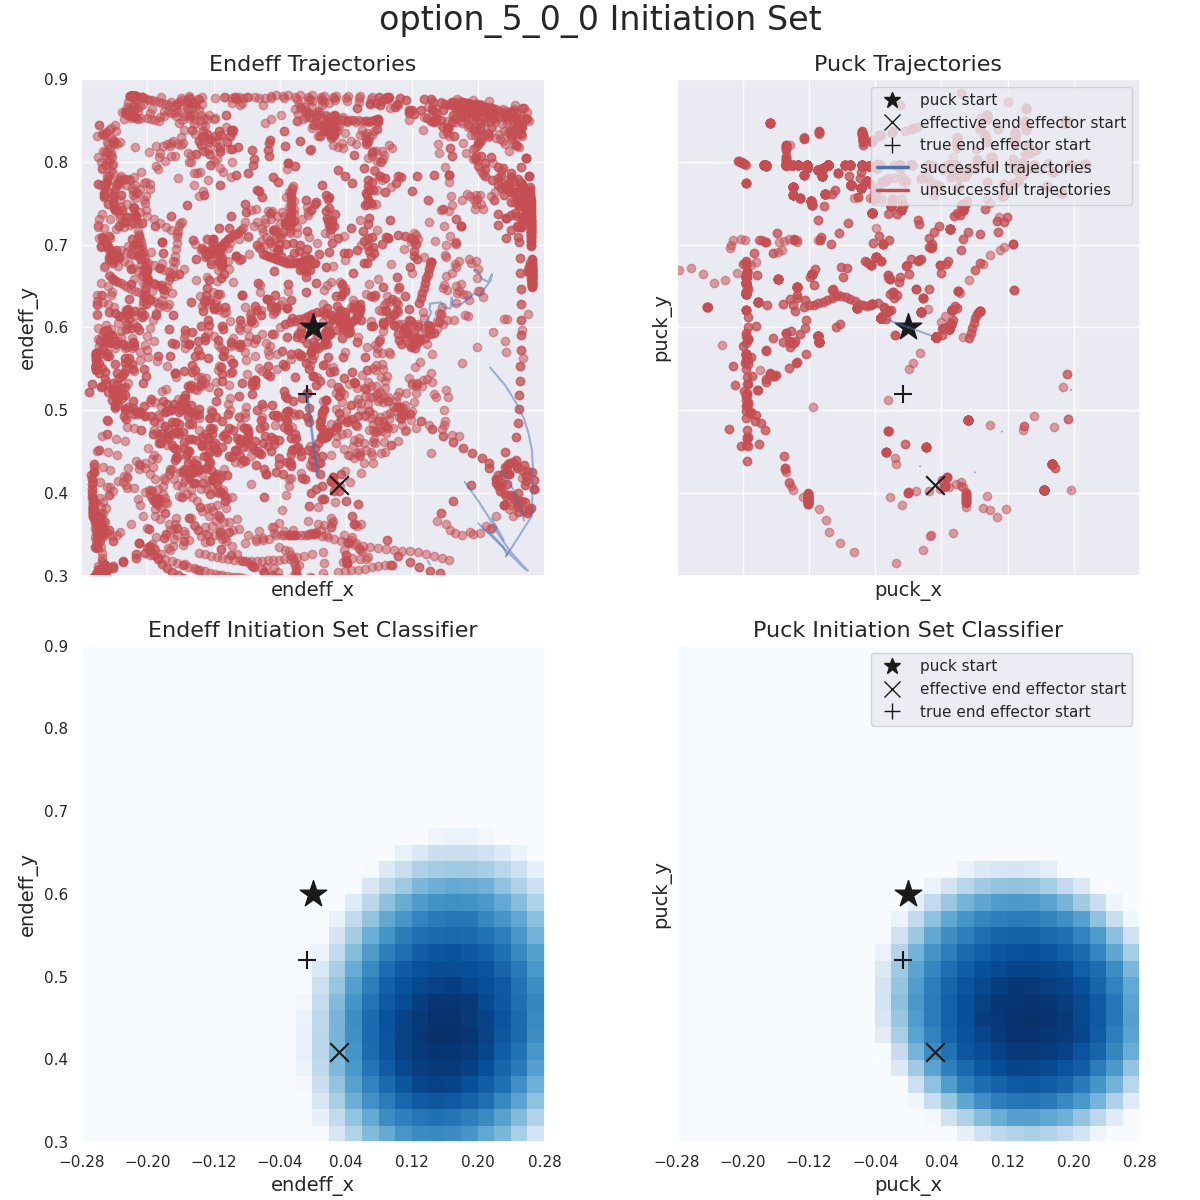 option_5_0_0 Initiation Set
Endeff Trajectories
endeff_y
0.9
0.8
0.7
0.6
0.5
0.4
0.3
endeff_x
Puck Trajectories
puck start
effective end effector start
true end effector start
successful trajectories
unsuccessful trajectories
puck_y
puck_x
Endeff Initiation Set Classifier
endeff_y
0.9
0.8
0.7
0.6
0.5
0.4
0.3
−0.28 −0.20 −0.12 −0.04 0.04 0.12 0.20 0.28
endeff_x
Puck Initiation Set Classifier
puck start
effective end effector start
true end effector start
puck_y
−0.28 −0.20 −0.12 −0.04 0.04 0.12 0.20 0.28
puck_x